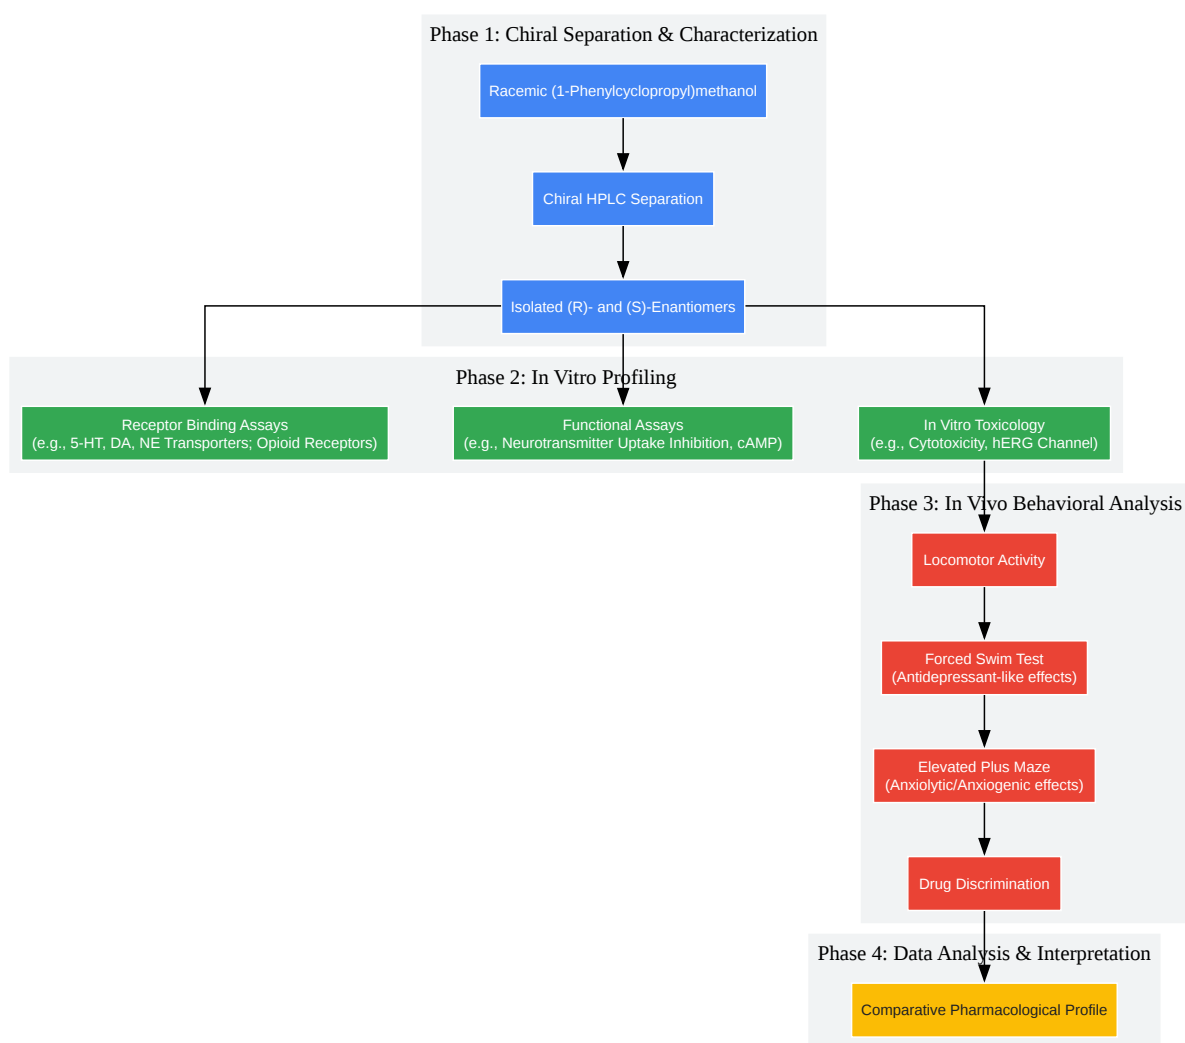 Phase 1: Chiral Separation & Characterization
Racemic (1-Phenylcyclopropyl)methanol
Chiral HPLC Separation
Isolated (R)- and (S)-Enantiomers
Phase 2: In Vitro Profiling
Receptor Binding Assays
(e.g., 5-HT, DA, NE Transporters; Opioid Receptors)
Functional Assays
(e.g., Neurotransmitter Uptake Inhibition, cAMP)
In Vitro Toxicology
(e.g., Cytotoxicity, hERG Channel)
Phase 3: In Vivo Behavioral Analysis
Locomotor Activity
Forced Swim Test
(Antidepressant-like effects)
Elevated Plus Maze
(Anxiolytic/Anxiogenic effects)
Drug Discrimination
Phase 4: Data Analysis & Interpretation
Comparative Pharmacological Profile